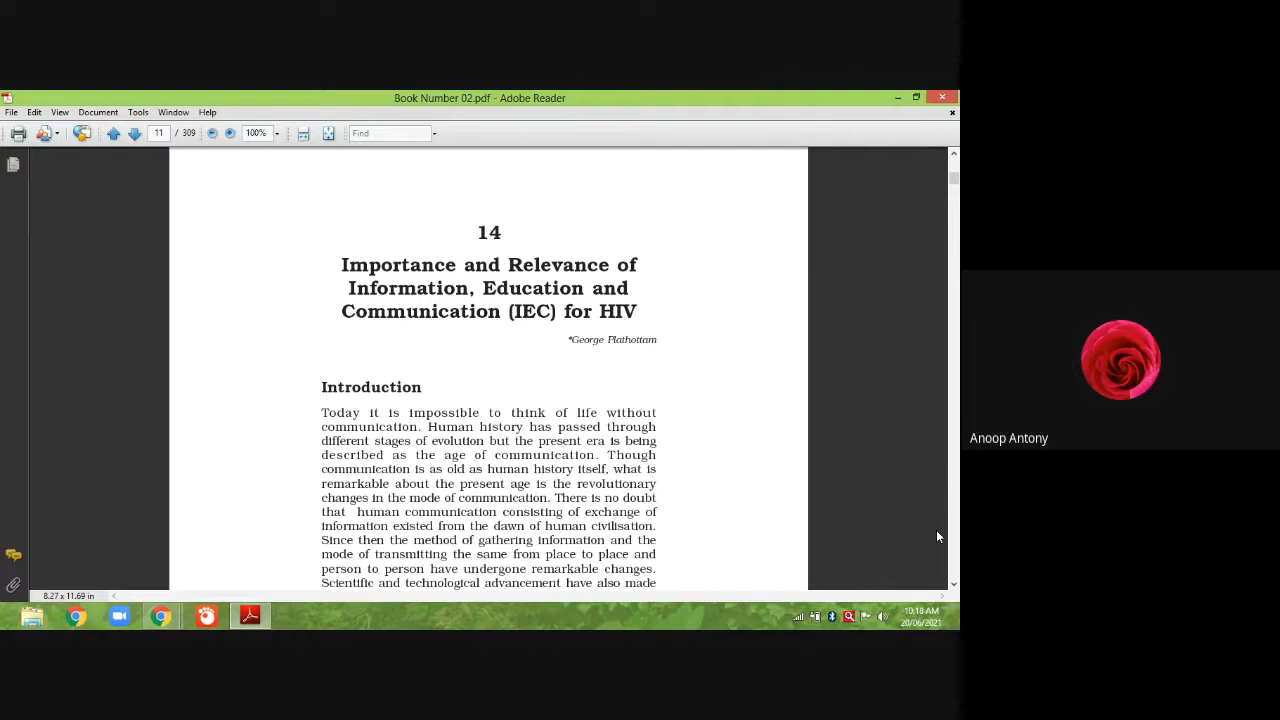 Book Number 02.pdf - Adobe Reader
File Edit View Document Tools Window Help
11 / 309 100% Find
14
Importance and Relevance of
Information, Education and
Communication (IEC) for HIV
*George Plathottam
Introduction
Today it is impossible to think of life without
communication. Human history has passed through
different stages of evolution but the present era is being
described as the age of communication. Though
communication is as old as human history itself, what is
remarkable about the present age is the revolutionary
changes in the mode of communication. There is no doubt
that human communication consisting of exchange of
information existed from the dawn of human civilisation.
Since then the method of gathering information and the
mode of transmitting the same from place to place and
person to person have undergone remarkable changes.
Scientific and technological advancement have also made
8.27 x 11.69 in
10:18 AM
20/06/2021
Anoop Antony